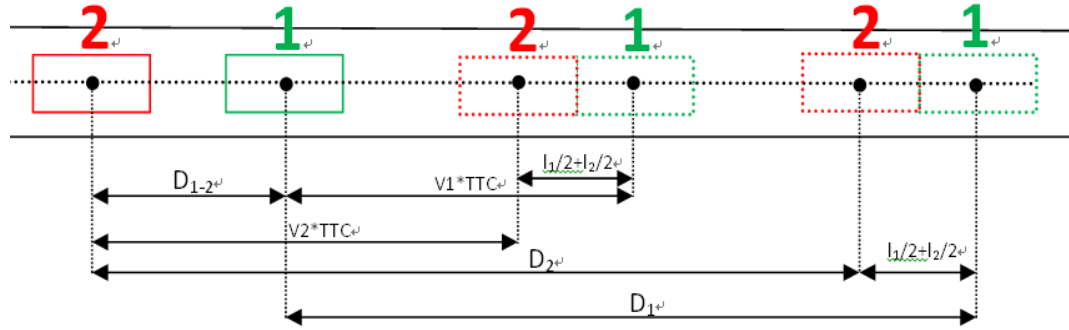 2 1 2 1 2 1
l₁/2+l₂/2
D₁₋₂ V1*TTC
V2*TTC
l₁/2+l₂/2
D₂
D₁